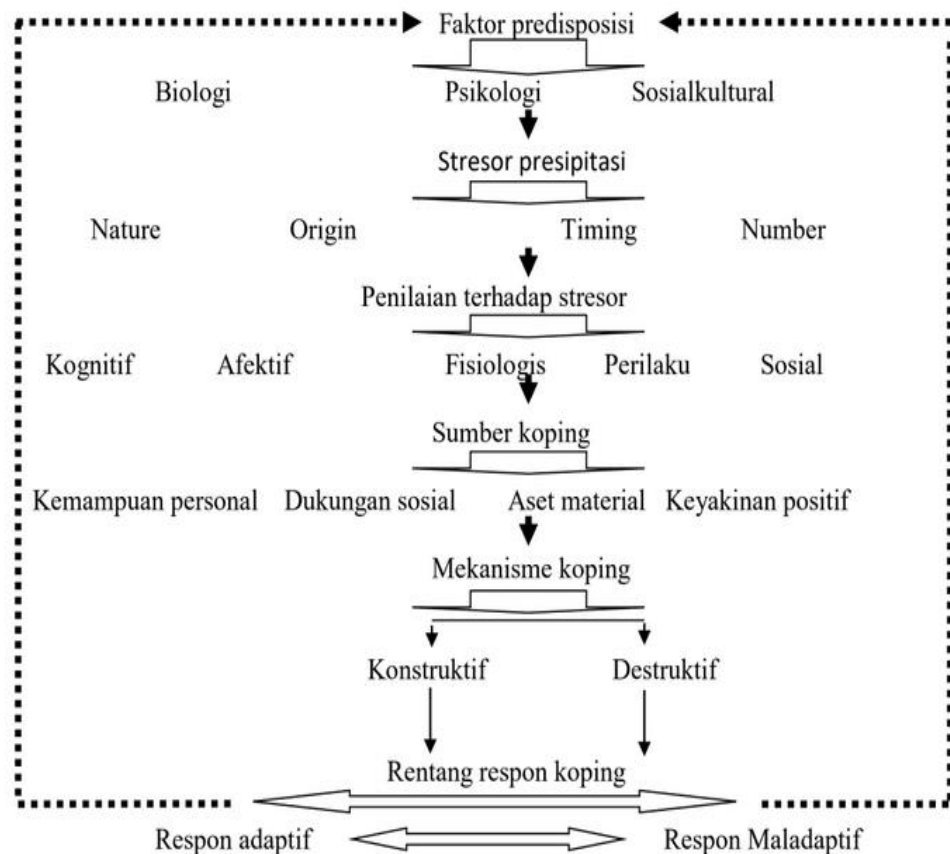 Faktor predisposisi
Biologi Psikologi Sosialkultural
Stresor presipitasi
Nature Origin Timing Number
Penilaian terhadap stresor
Kognitif Afektif Fisiologis Perilaku Sosial
Sumber koping
Kemampuan personal Dukungan sosial Aset material Keyakinan positif
Mekanisme koping
Konstruktif Destruktif
Rentang respon koping
Respon adaptif Respon Maladaptif